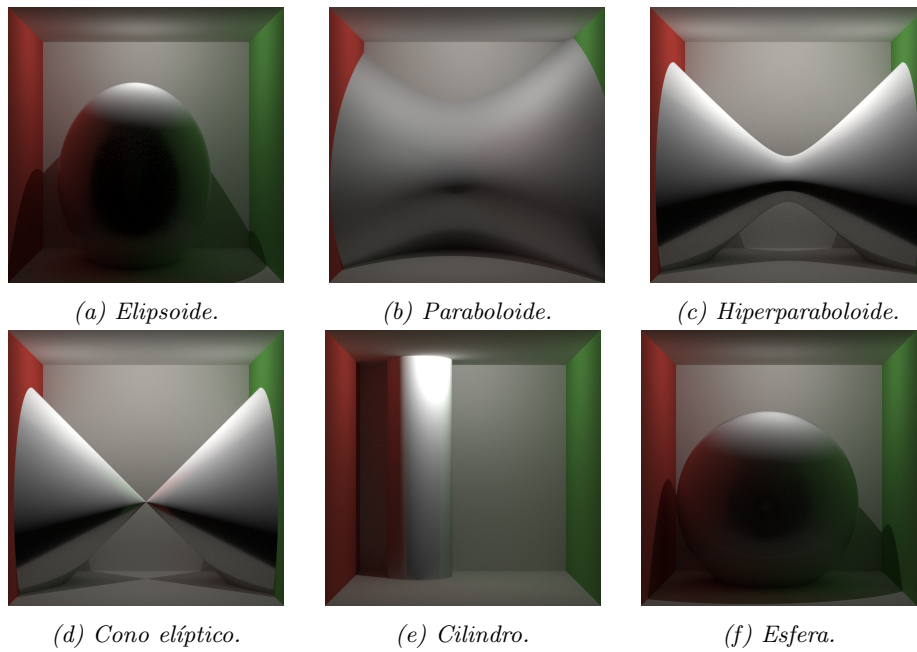 (a) Elipsoide.
(b) Paraboloide.
(c) Hiperparaboloide.
(d) Cono elíptico.
(e) Cilindro.
(f) Esfera.